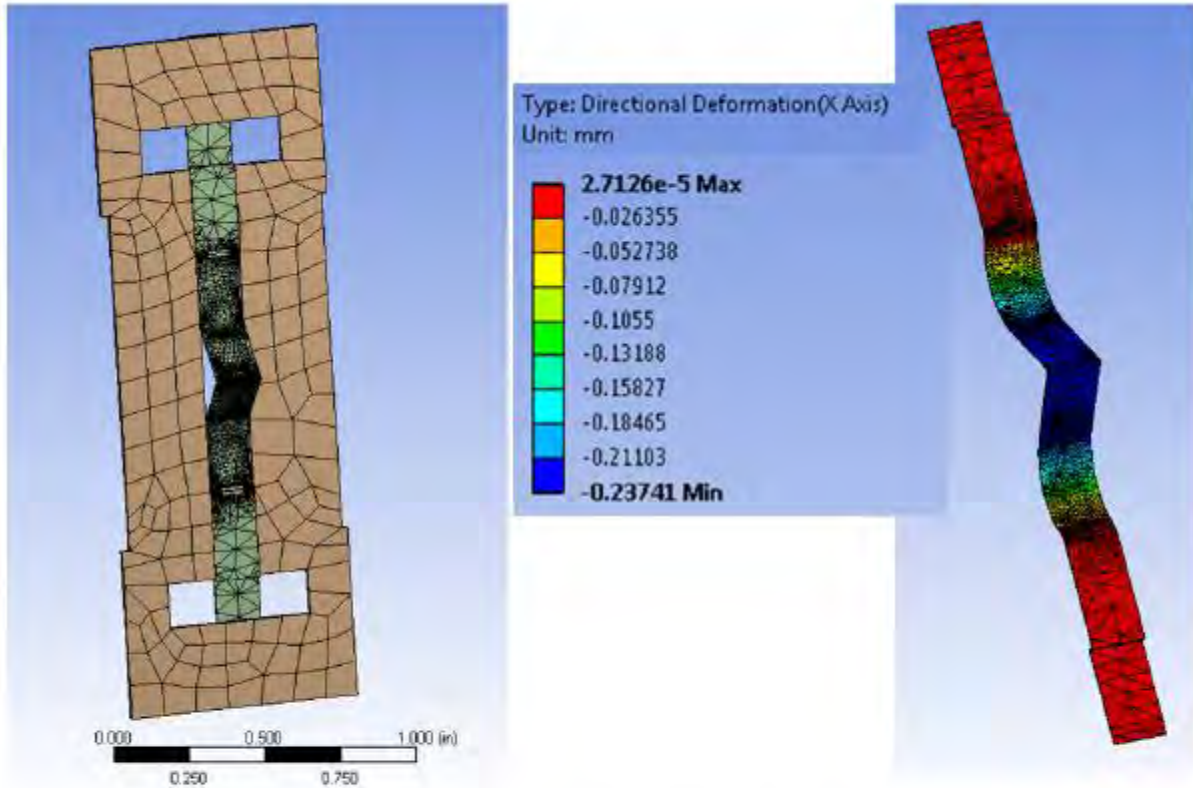 Type: Directional Deformation(X Axis)
Unit: mm
2.7126e-5 Max
-0.026355
-0.052738
-0.07912
-0.1055
-0.13188
-0.15827
-0.18465
-0.21103
-0.23741 Min
0.000 0.500 1.000 (in)
0.250 0.750